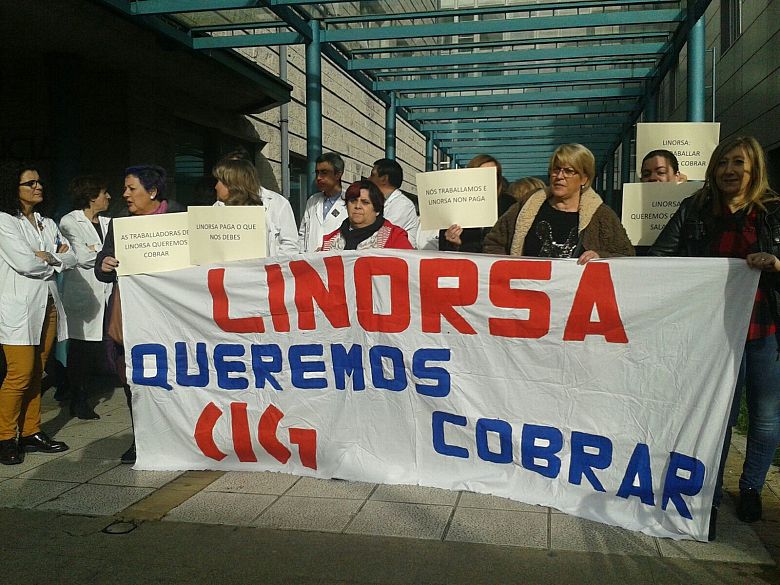 AS TRABALLADORAS DE
LINORSA QUEREMOS
COBRAR
LINORSA
PAGA O QUE NOS
DEBES
NÓS TRABALLAMOS E
LINORSA NON PAGA
LINORSA:
TRABALLAR
COBRAR
LINORSA
QUEREMOS O
LINORSA
QUEREMOS
CIG
COBRAR